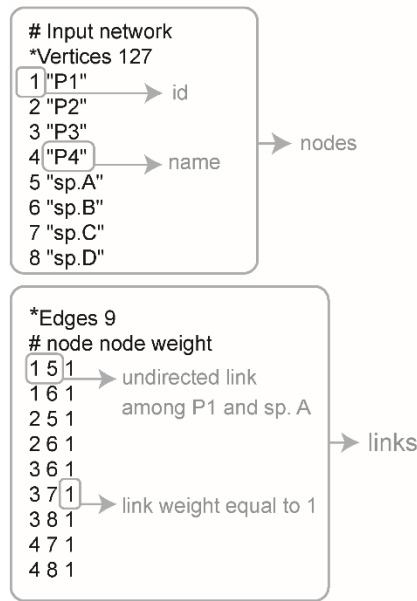 # Input network
*Vertices 127
1 "P1"
id
2 "P2"
3 "P3"
nodes
4 "P4"
name
5 "sp.A"
6 "sp.B"
7 "sp.C"
8 "sp.D"
*Edges 9
# node node weight
1 5 1
undirected link
1 6 1
among P1 and sp. A
2 5 1
2 6 1
3 6 1
links
3 7 1
link weight equal to 1
3 8 1
4 7 1
4 8 1